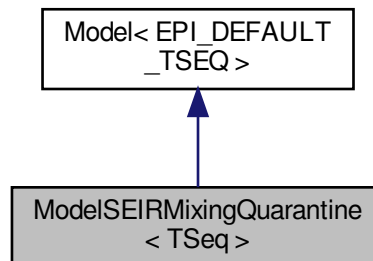 Model< EPI_DEFAULT
_TSEQ >
ModelSEIRMixingQuarantine
< TSeq >